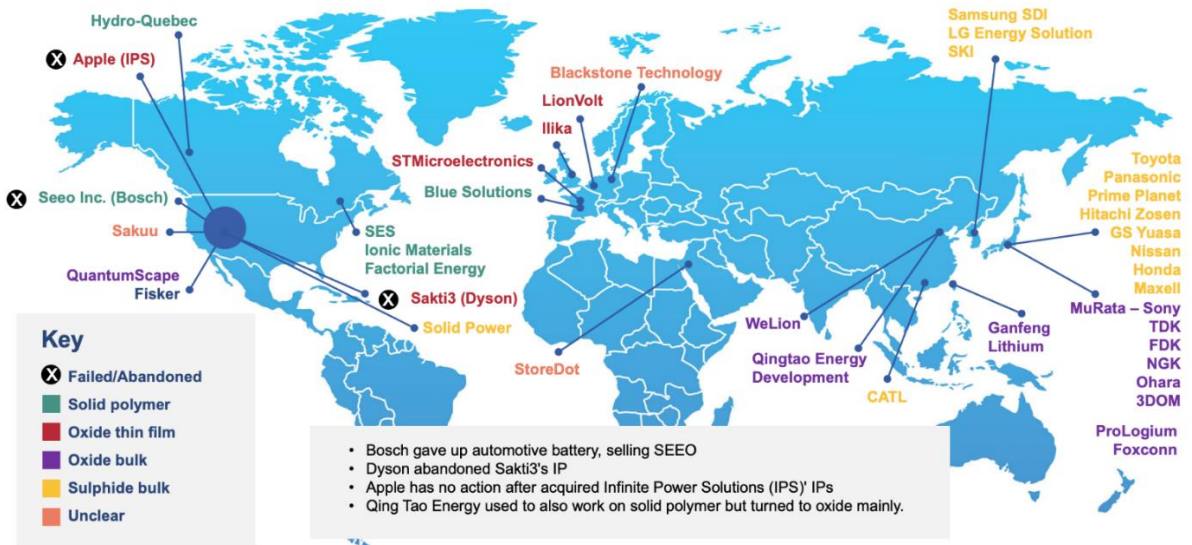 Hydro-Quebec
X Apple (IPS)
X Seeo Inc. (Bosch)
Sakuu
QuantumScape
Fisker
SES
Ionic Materials
Factorial Energy
X Sakti3 (Dyson)
Solid Power
Blackstone Technology
LionVolt
Ilika
STMicroelectronics
Blue Solutions
StoreDot
Samsung SDI
LG Energy Solution
SKI
WeLion
Qingtao Energy
Development
CATL
Ganfeng
Lithium
Toyota
Panasonic
Prime Planet
Hitachi Zosen
GS Yuasa
Nissan
Honda
Maxell
MuRata – Sony
TDK
FDK
NGK
Ohara
3DOM
ProLogium
Foxconn
Key
X Failed/Abandoned
Solid polymer
Oxide thin film
Oxide bulk
Sulphide bulk
Unclear
• Bosch gave up automotive battery, selling SEEO
• Dyson abandoned Sakti3's IP
• Apple has no action after acquired Infinite Power Solutions (IPS)' IPs
• Qing Tao Energy used to also work on solid polymer but turned to oxide mainly.